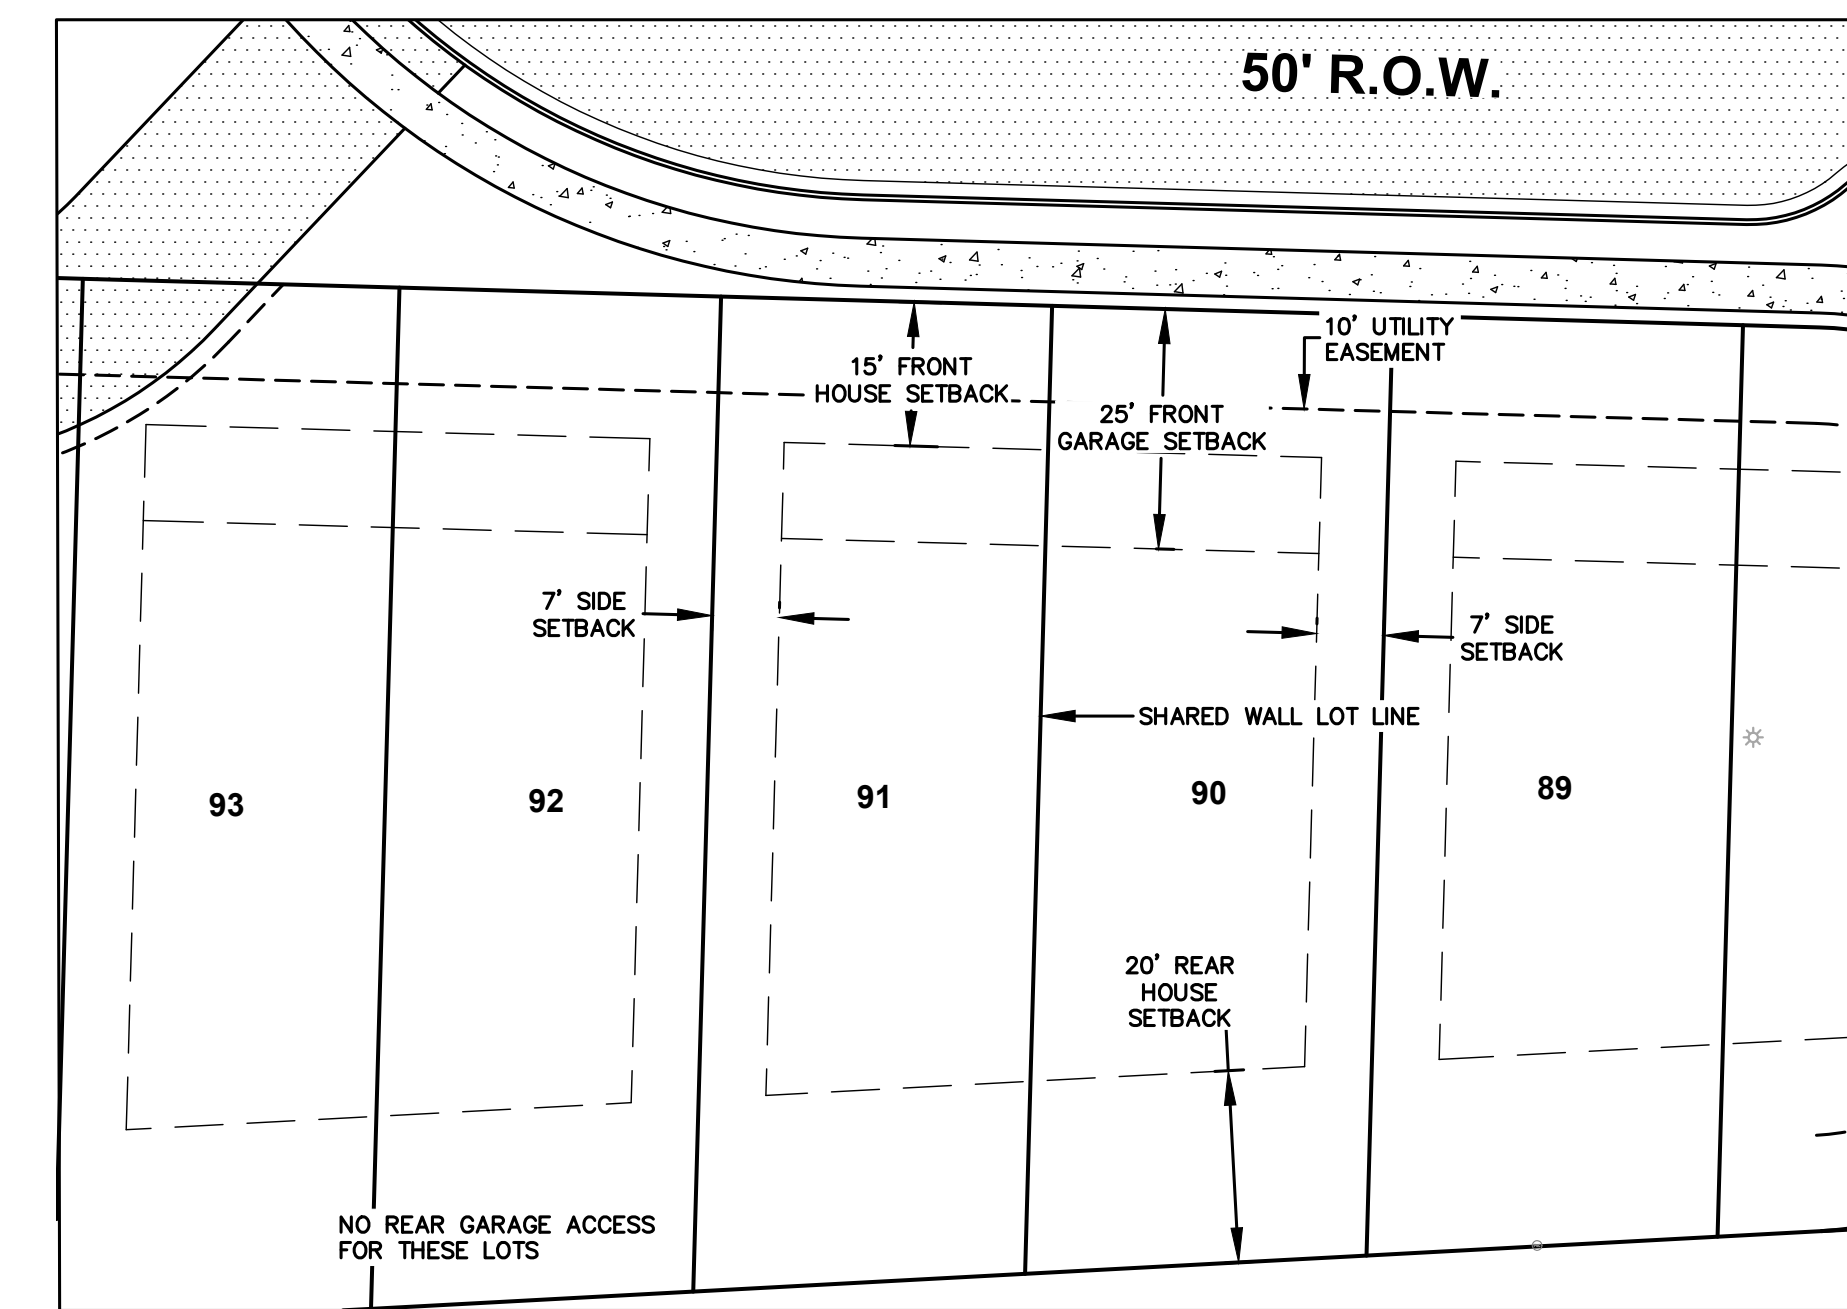 50' R.O.W.
10' UTILITY
EASEMENT
15' FRONT
HOUSE SETBACK
25' FRONT
GARAGE SETBACK
7' SIDE
SETBACK
7' SIDE
SETBACK
SHARED WALL LOT LINE
93
92
91
90
89
20' REAR
HOUSE
SETBACK
NO REAR GARAGE ACCESS
FOR THESE LOTS